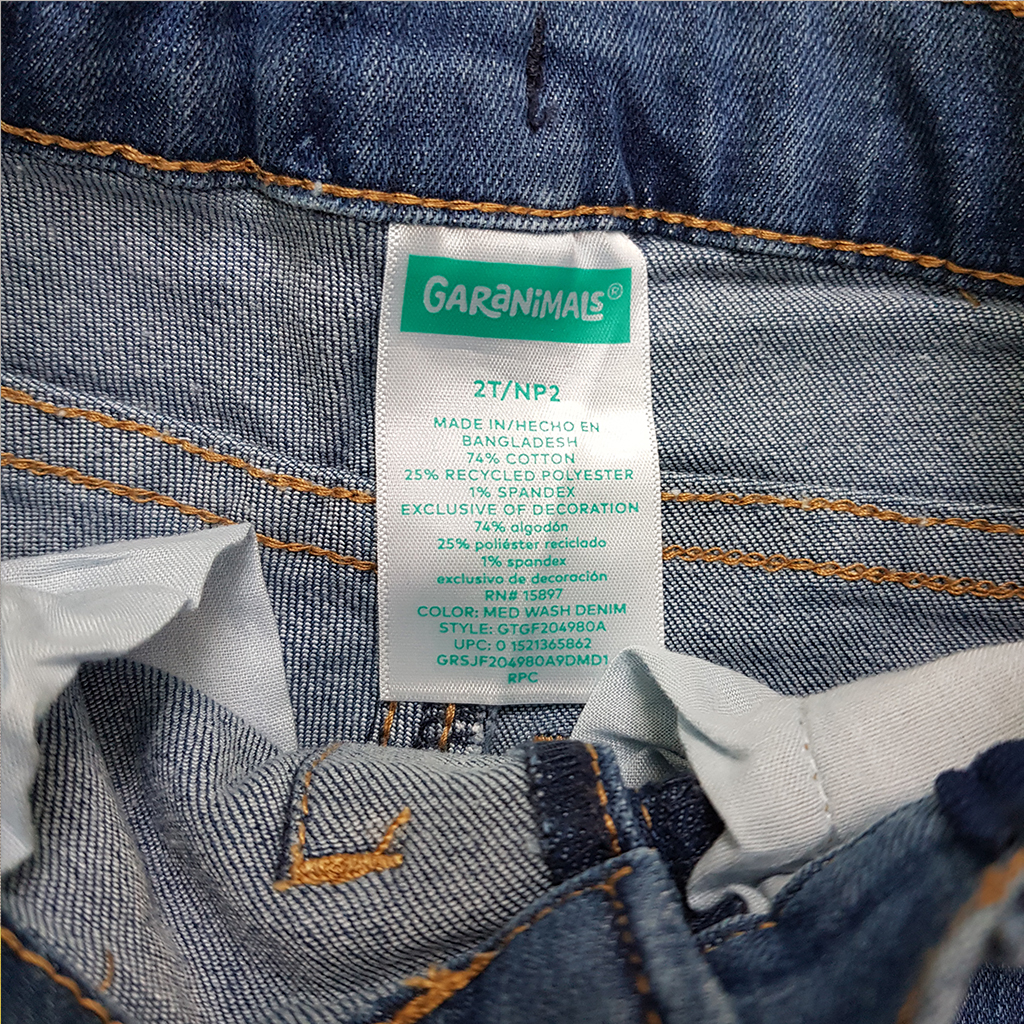 GARANIMALS®
2T/NP2
MADE IN/HECHO EN
BANGLADESH
74% COTTON
25% RECYCLED POLYESTER
1% SPANDEX
EXCLUSIVE OF DECORATION
74% algodón
25% poliéster reciclado
1% spandex
exclusivo de decoración
RN# 15897
COLOR: MED WASH DENIM
STYLE: GTGF204980A
UPC: 0 1521365862
GRSJF204980A9DMD1
RPC